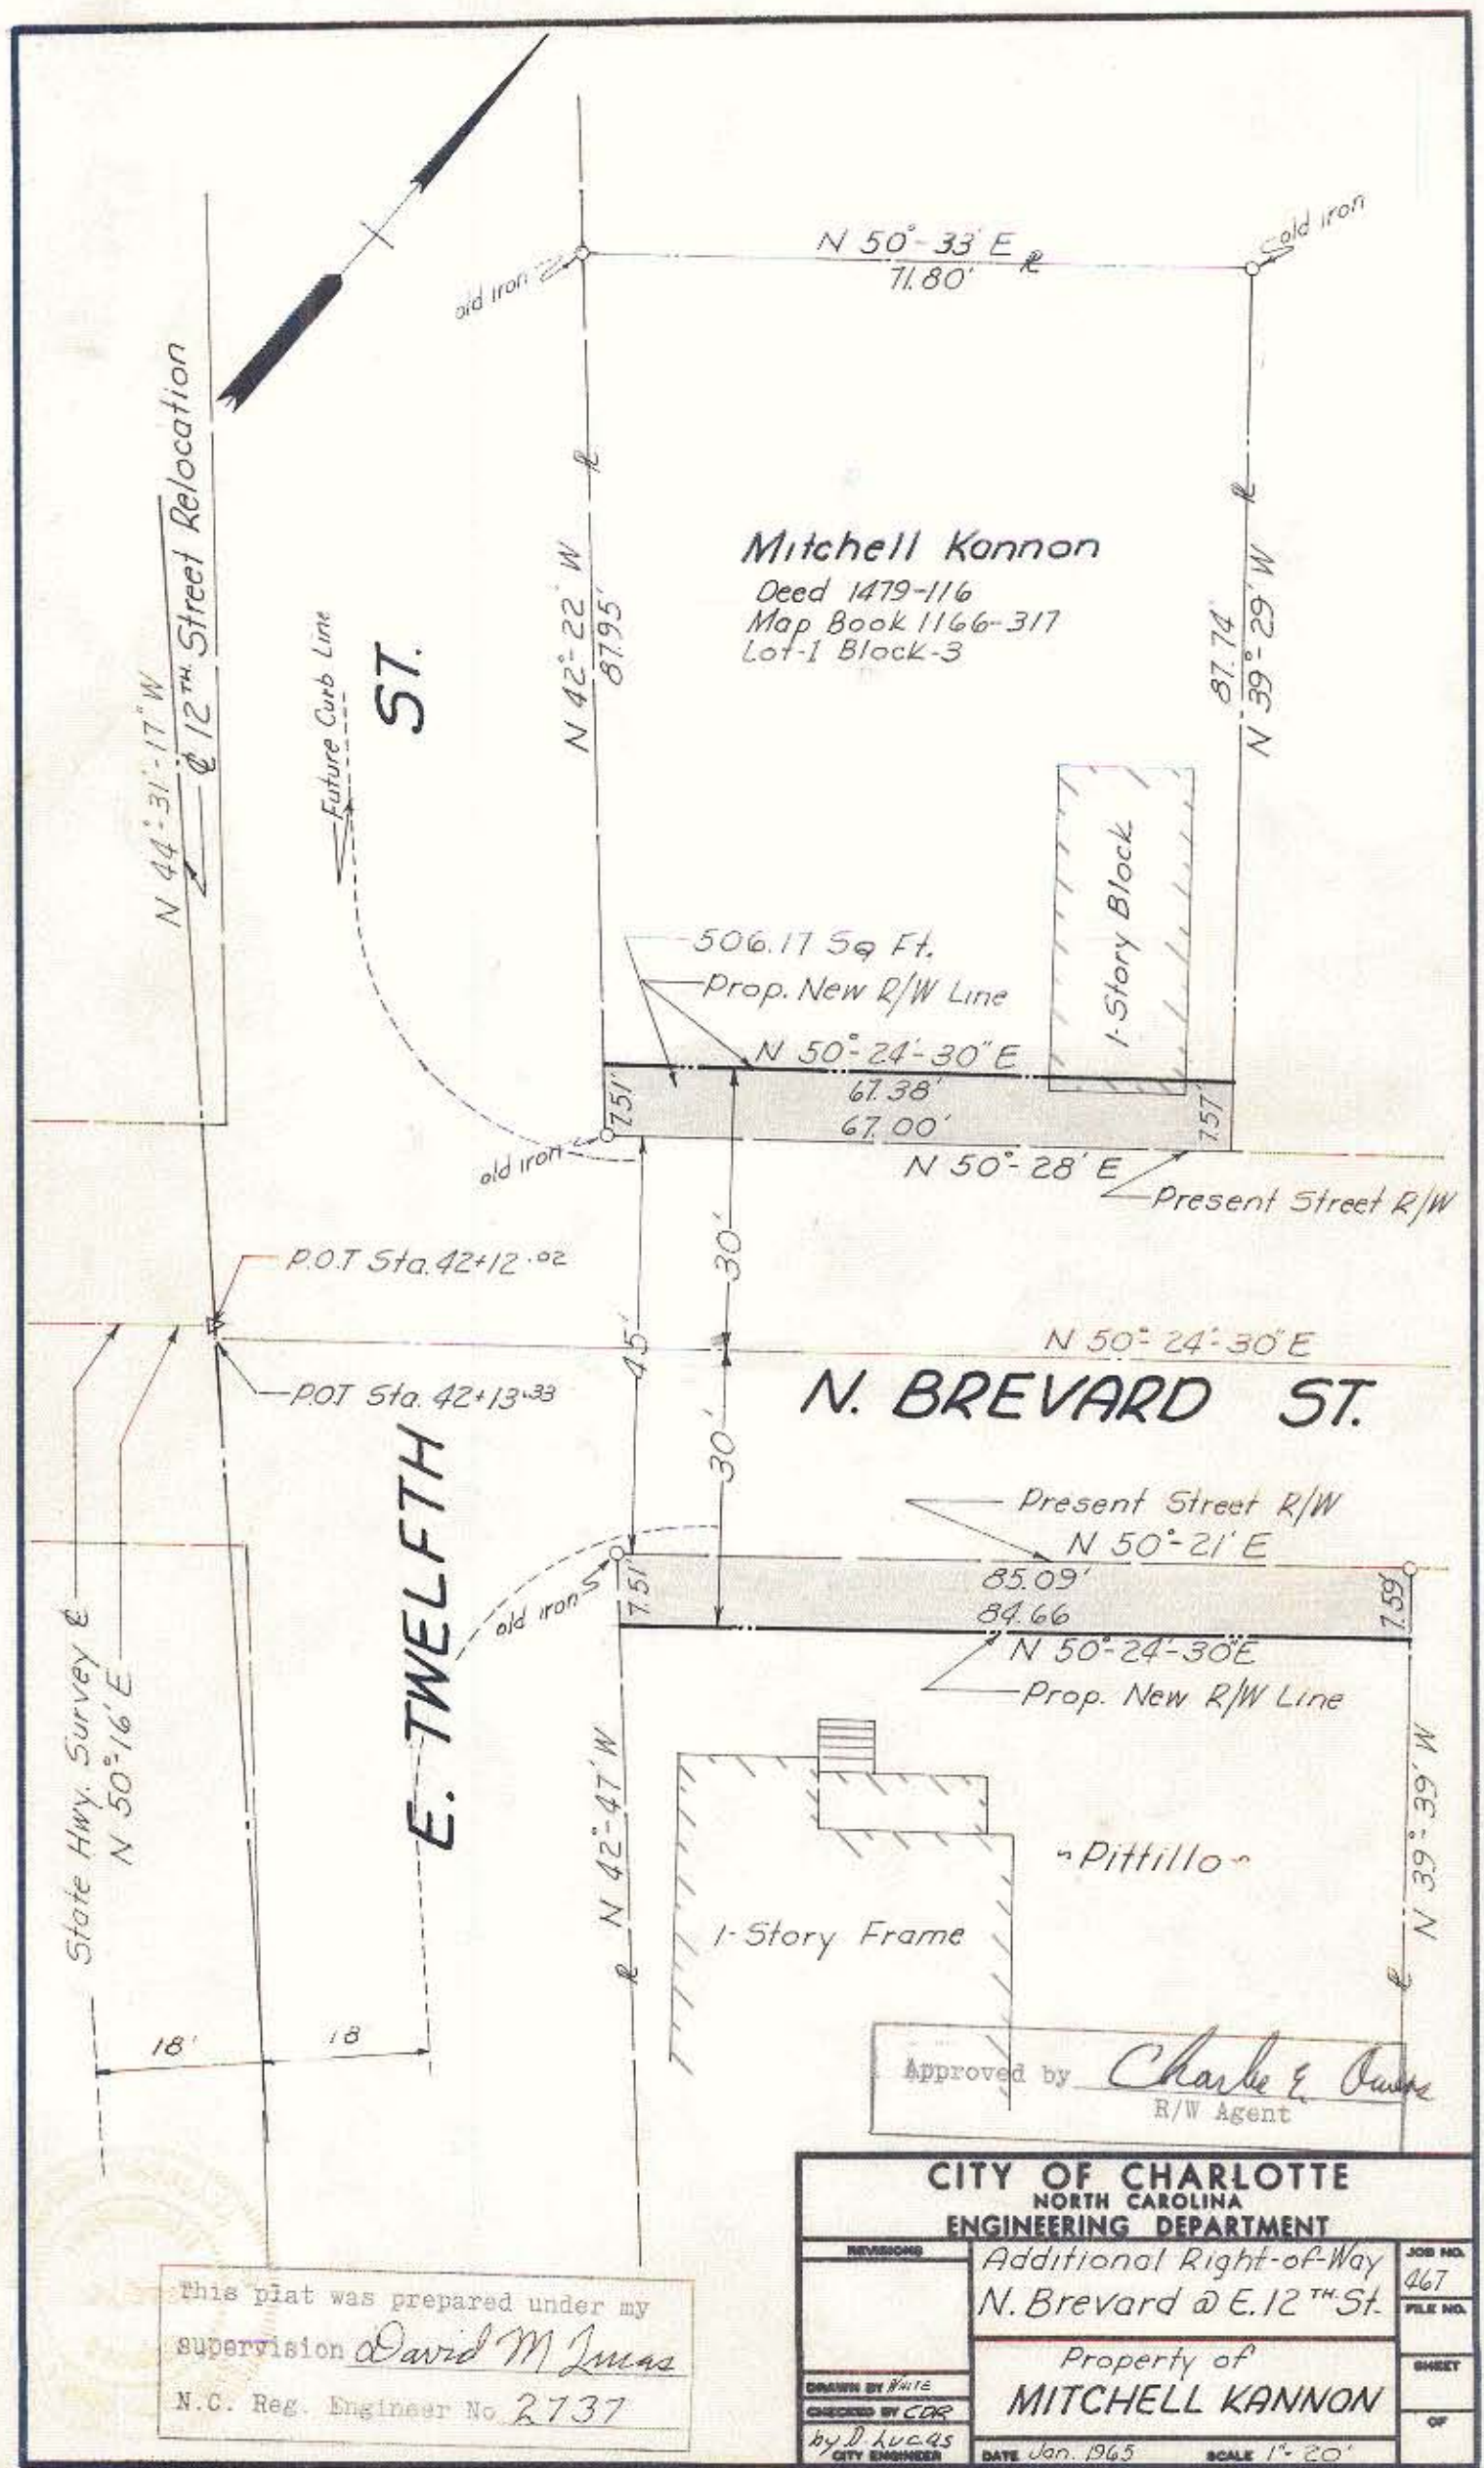 N 50°-33' E
71.80'
old iron
old iron
N 44°-31'-17" W
℄ 12TH Street Relocation
Future Curb Line
ST.
N 42°-22' W
87.95'
Mitchell Kannon
Deed 1479-116
Map Book 1166-317
Lot-1 Block-3
87.74'
N 39°-29' W
1-Story Block
506.17 Sq Ft.
Prop. New R/W Line
N 50°-24'-30" E
7.51'
67.38'
67.00'
7.57'
old iron
N 50°-28' E
Present Street R/W
P.O.T Sta. 42+12.02
30'
45'
N 50°-24'-30" E
P.O.T Sta. 42+13.33
N. BREVARD ST.
30'
E. TWELFTH
Present Street R/W
N 50°-21' E
old iron
7.51'
85.09'
84.66
7.59'
N 50°-24'-30" E
Prop. New R/W Line
State Hwy. Survey ℄
N 50°-16' E
N 42°-47' W
N 39°-39' W
~Pittillo~
1-Story Frame
18'
18
Approved by Charlie E Owens
R/W Agent
CITY OF CHARLOTTE
NORTH CAROLINA
ENGINEERING DEPARTMENT
REVISIONS
Additional Right-of-Way
N. Brevard @ E. 12TH St.
JOB NO.
467
FILE NO.
Property of
MITCHELL KANNON
SHEET
OF
DRAWN BY WHITE
CHECKED BY CDR
by D. Lucas
CITY ENGINEER
DATE Jan. 1965
SCALE 1"-20'
This plat was prepared under my
supervision David M Lucas
N.C. Reg. Engineer No 2737